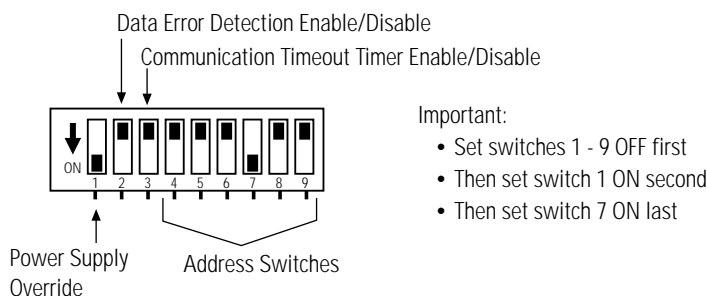 Data Error Detection Enable/Disable
Communication Timeout Timer Enable/Disable
ON
1 2 3 4 5 6 7 8 9
Power Supply
Override
Address Switches
Important:
• Set switches 1 - 9 OFF first
• Then set switch 1 ON second
• Then set switch 7 ON last